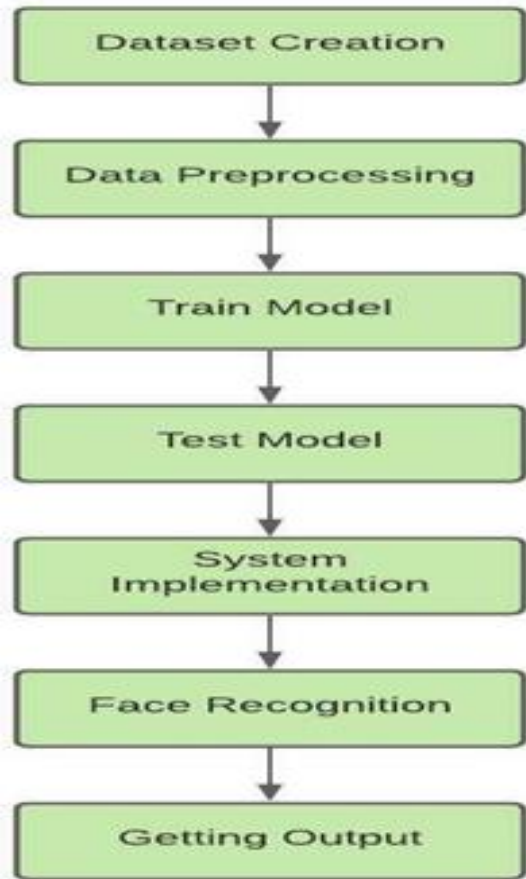 Dataset Creation
Data Preprocessing
Train Model
Test Model
System
Implementation
Face Recognition
Getting Output